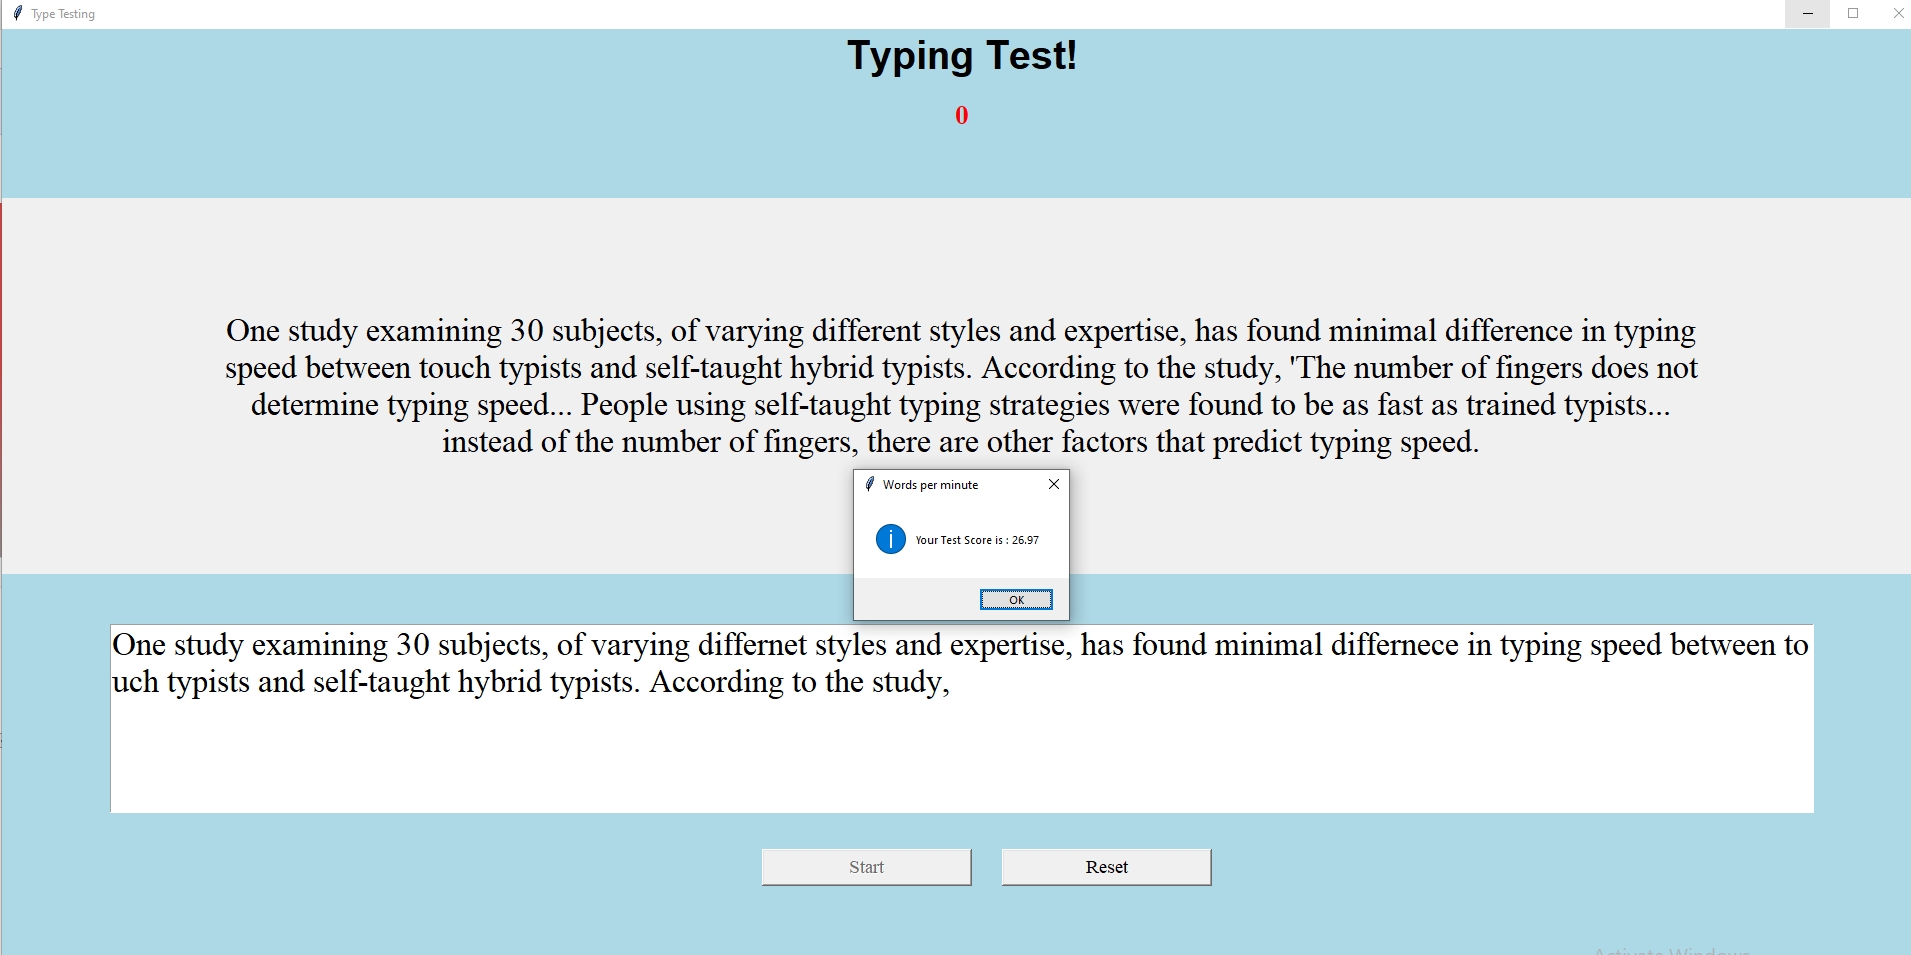 Type Testing
Typing Test!
0
One study examining 30 subjects, of varying different styles and expertise, has found minimal difference in typing
speed between touch typists and self-taught hybrid typists. According to the study, 'The number of fingers does not
determine typing speed... People using self-taught typing strategies were found to be as fast as trained typists...
instead of the number of fingers, there are other factors that predict typing speed.
Words per minute
Your Test Score is : 26.97
OK
One study examining 30 subjects, of varying differnet styles and expertise, has found minimal differnece in typing speed between to
uch typists and self-taught hybrid typists. According to the study,
Start
Reset
Activate Windows